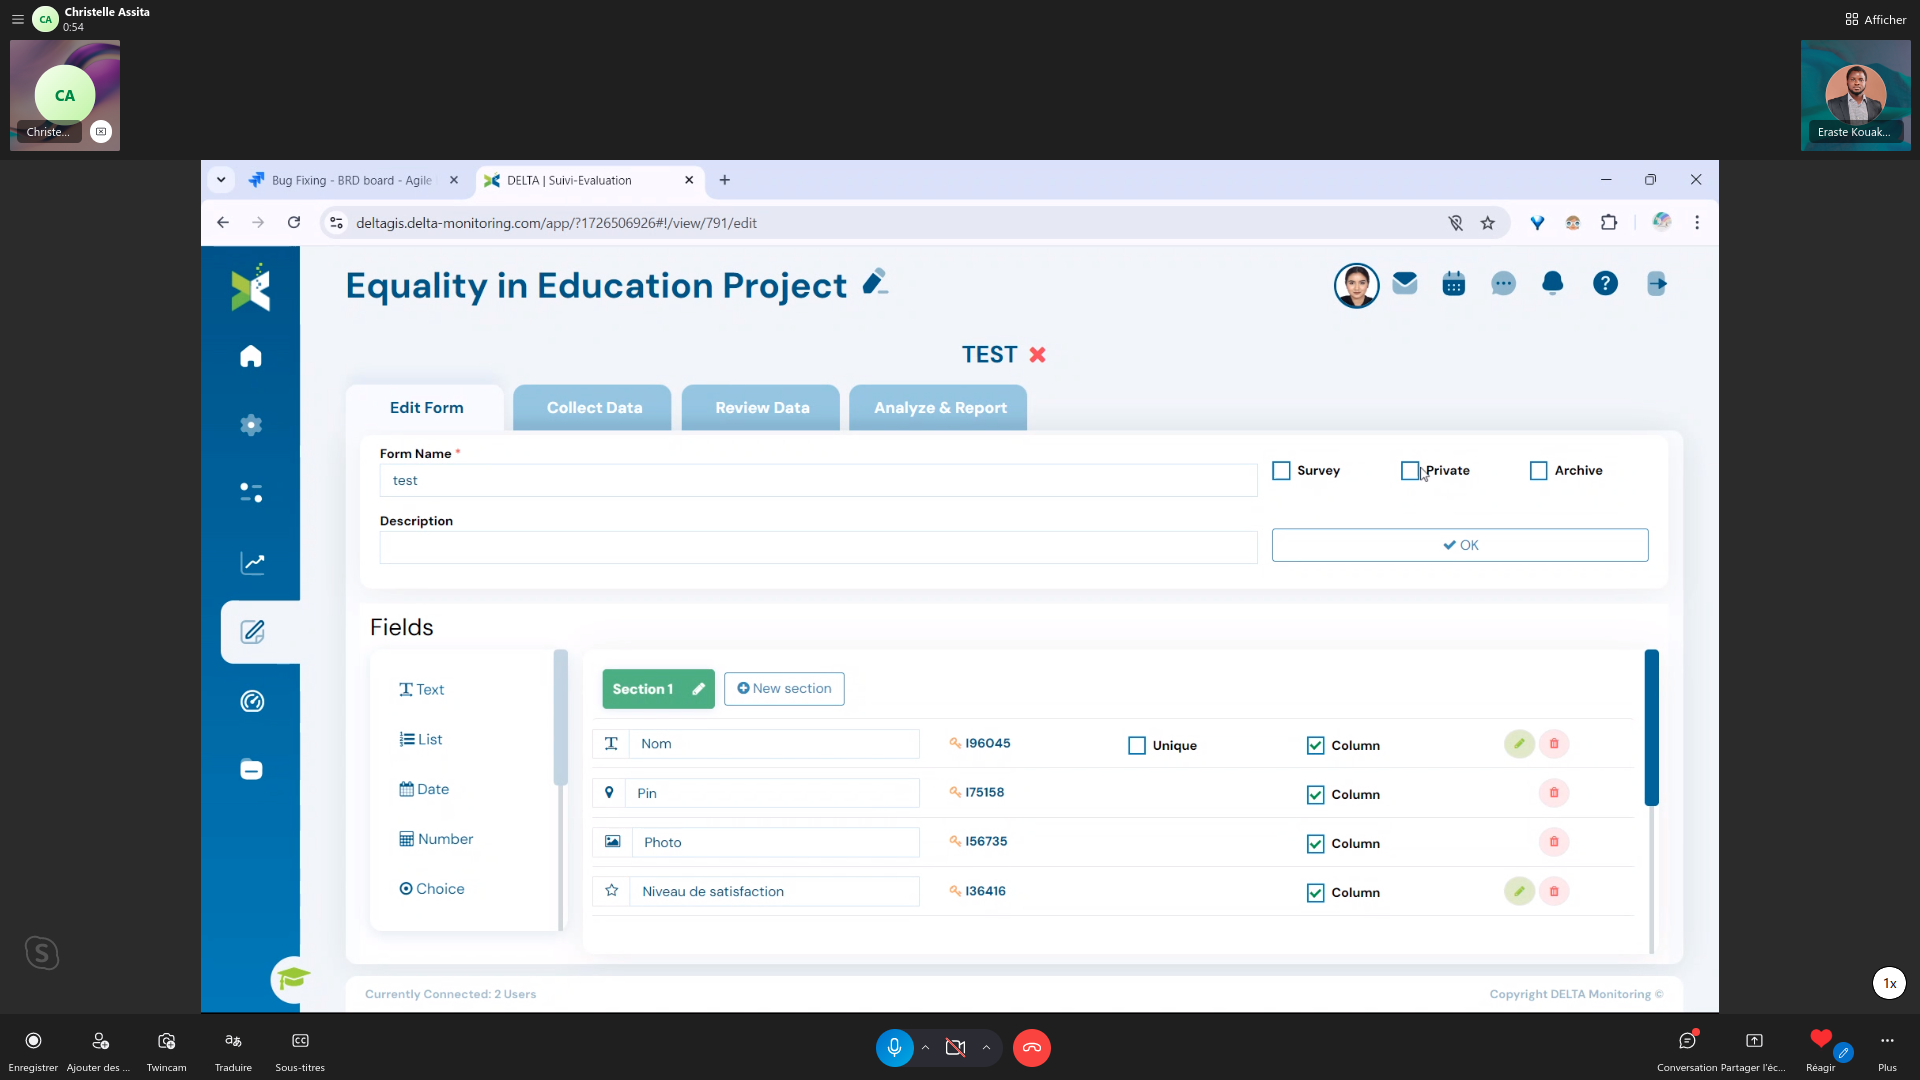 CA
Christelle Assita
0:54
Afficher
CA
Christe...
Eraste Kouak...
Bug Fixing - BRD board - Agile
DELTA | Suivi-Evaluation
deltagis.delta-monitoring.com/app/?1726506926#!/view/791/edit
Equality in Education Project
TEST
Edit Form
Collect Data
Review Data
Analyze & Report
Form Name *
test
Survey
Private
Archive
Description
OK
Fields
Text
List
Date
Number
Choice
Section 1
New section
Nom
I96045
Unique
Column
Pin
I75158
Column
Photo
I56735
Column
Niveau de satisfaction
I36416
Column
Currently Connected: 2 Users
Copyright DELTA Monitoring ©
1x
Enregistrer
Ajouter des ...
Twincam
Traduire
Sous-titres
Conversation
Partager l'éc...
Réagir
Plus